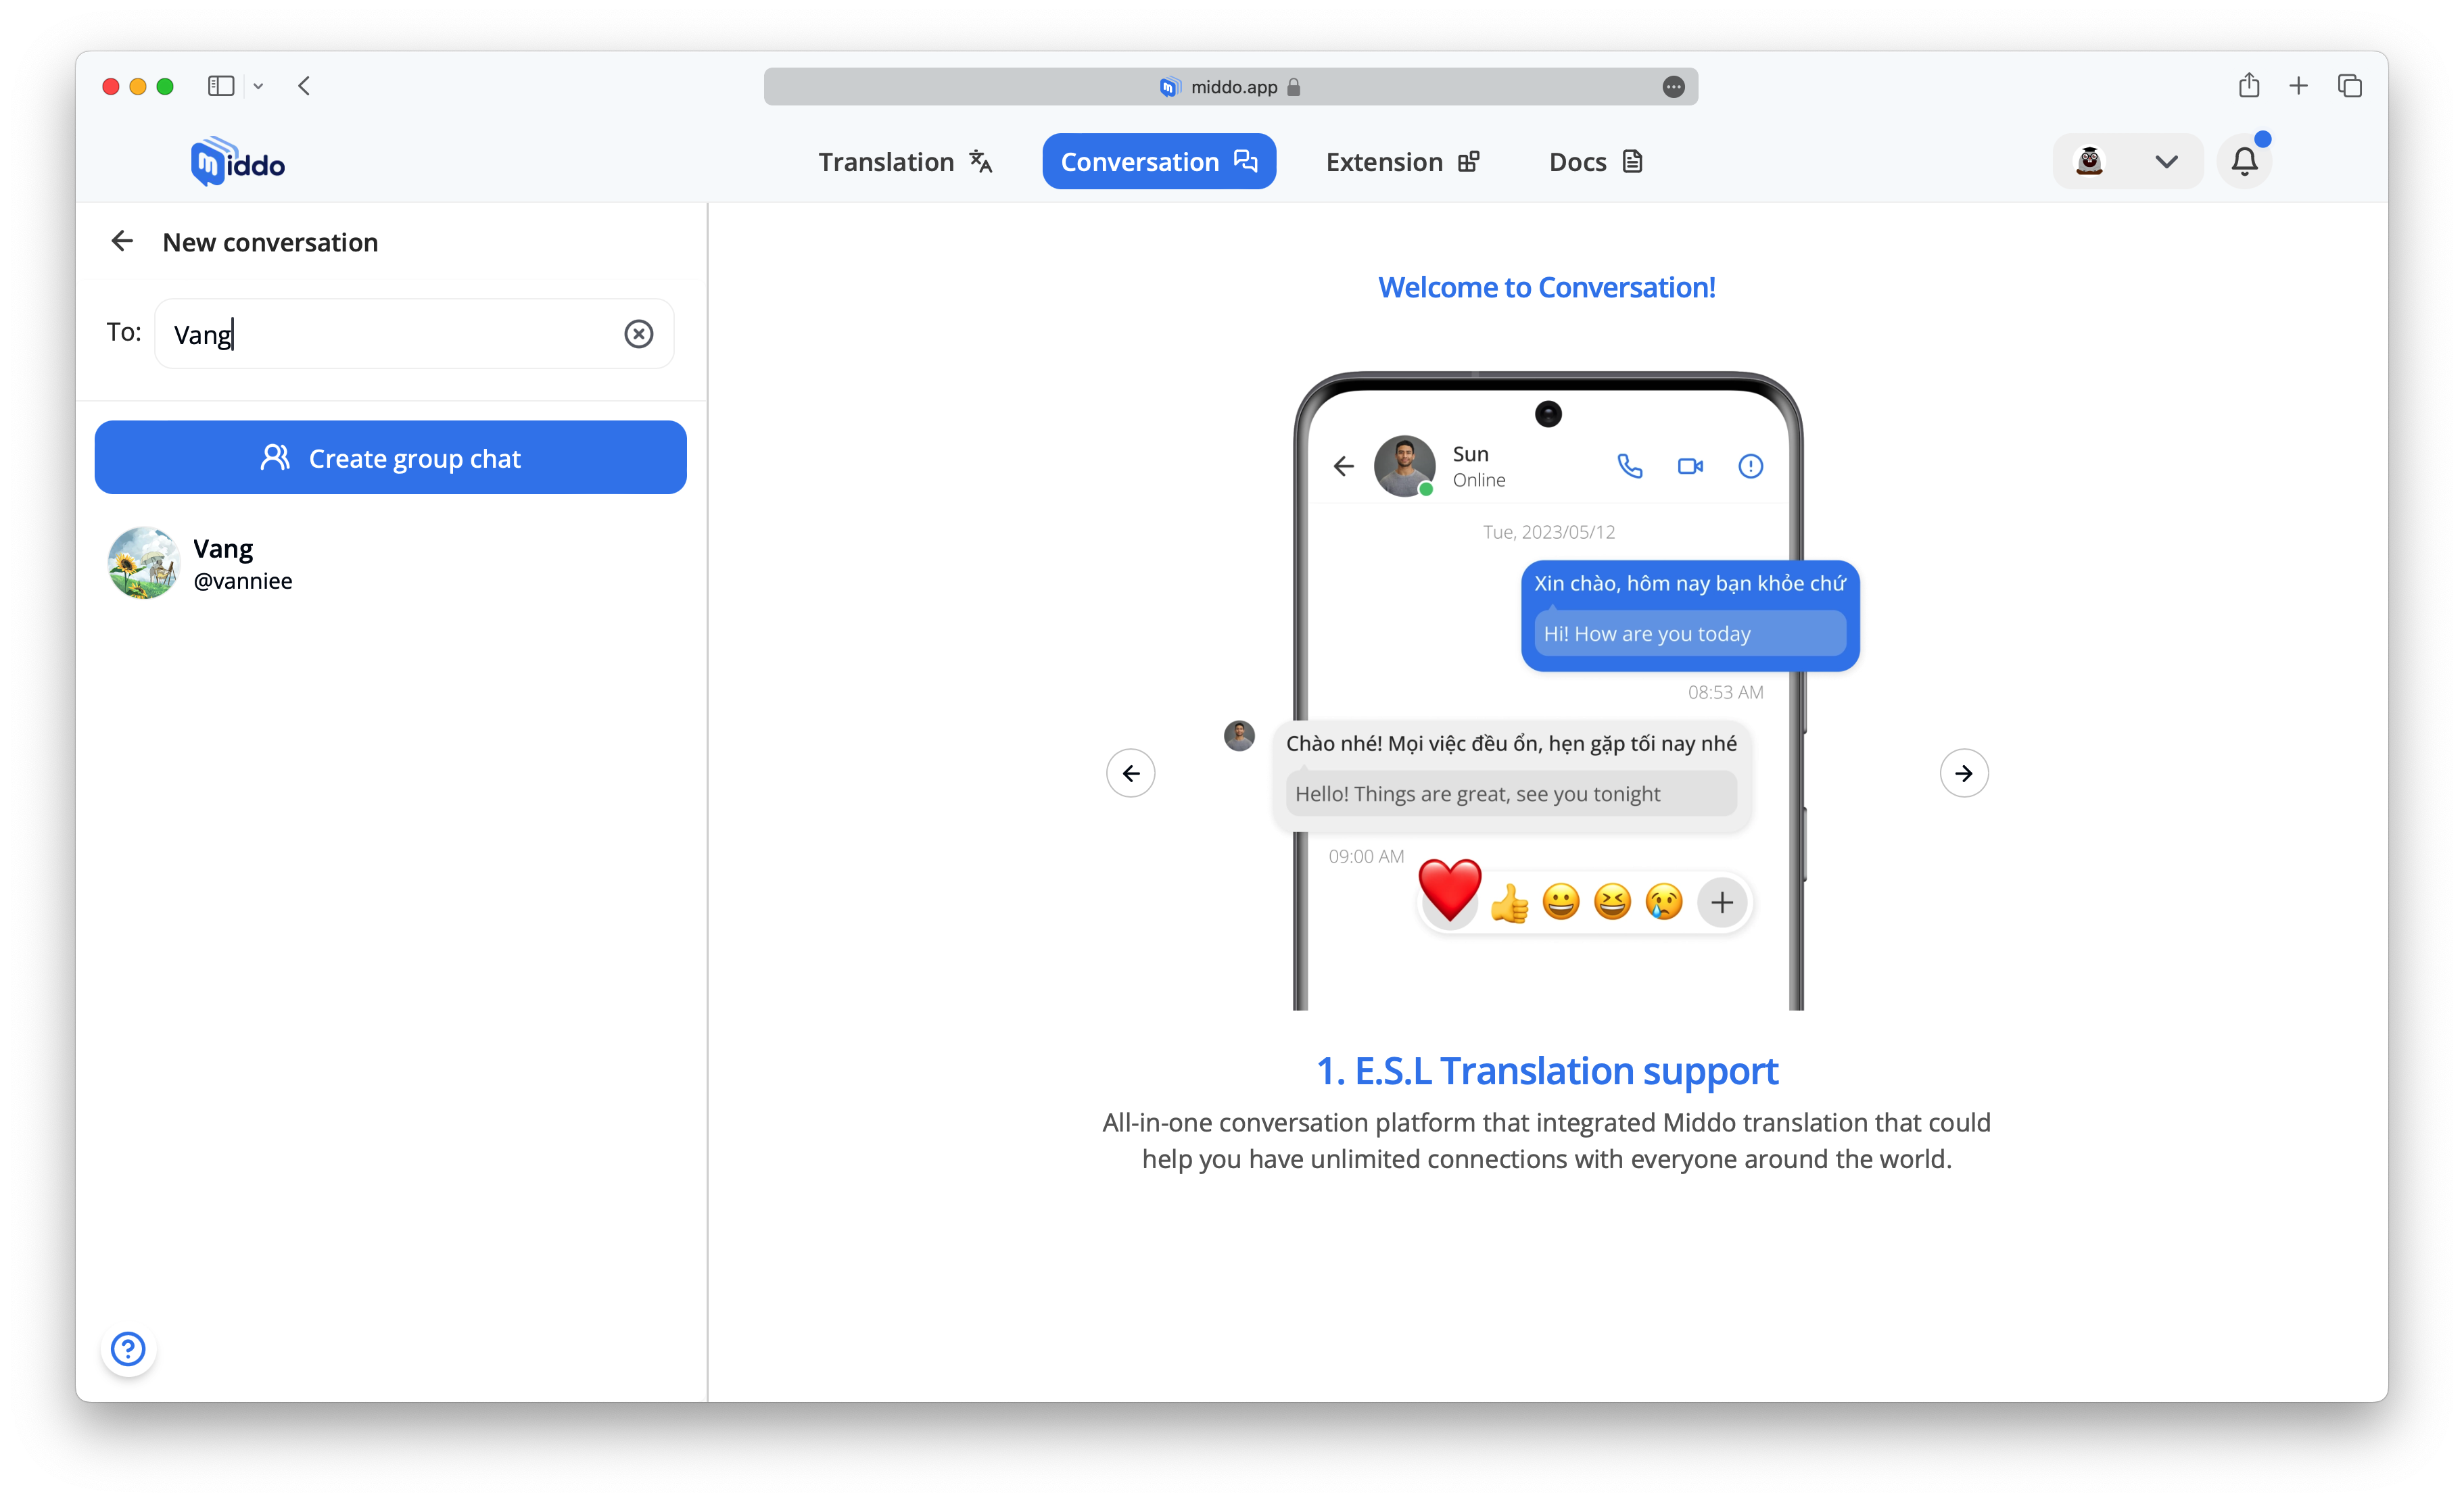 middo.app
middo
Translation
Conversation
Extension
Docs
New conversation
To:
Vang
Create group chat
Vang
@vanniee
Welcome to Conversation!
Sun
Online
Tue, 2023/05/12
Xin chào, hôm nay bạn khỏe chứ
Hi! How are you today
08:53 AM
Chào nhé! Mọi việc đều ổn, hẹn gặp tối nay nhé
Hello! Things are great, see you tonight
09:00 AM
1. E.S.L Translation support
All-in-one conversation platform that integrated Middo translation that could
help you have unlimited connections with everyone around the world.